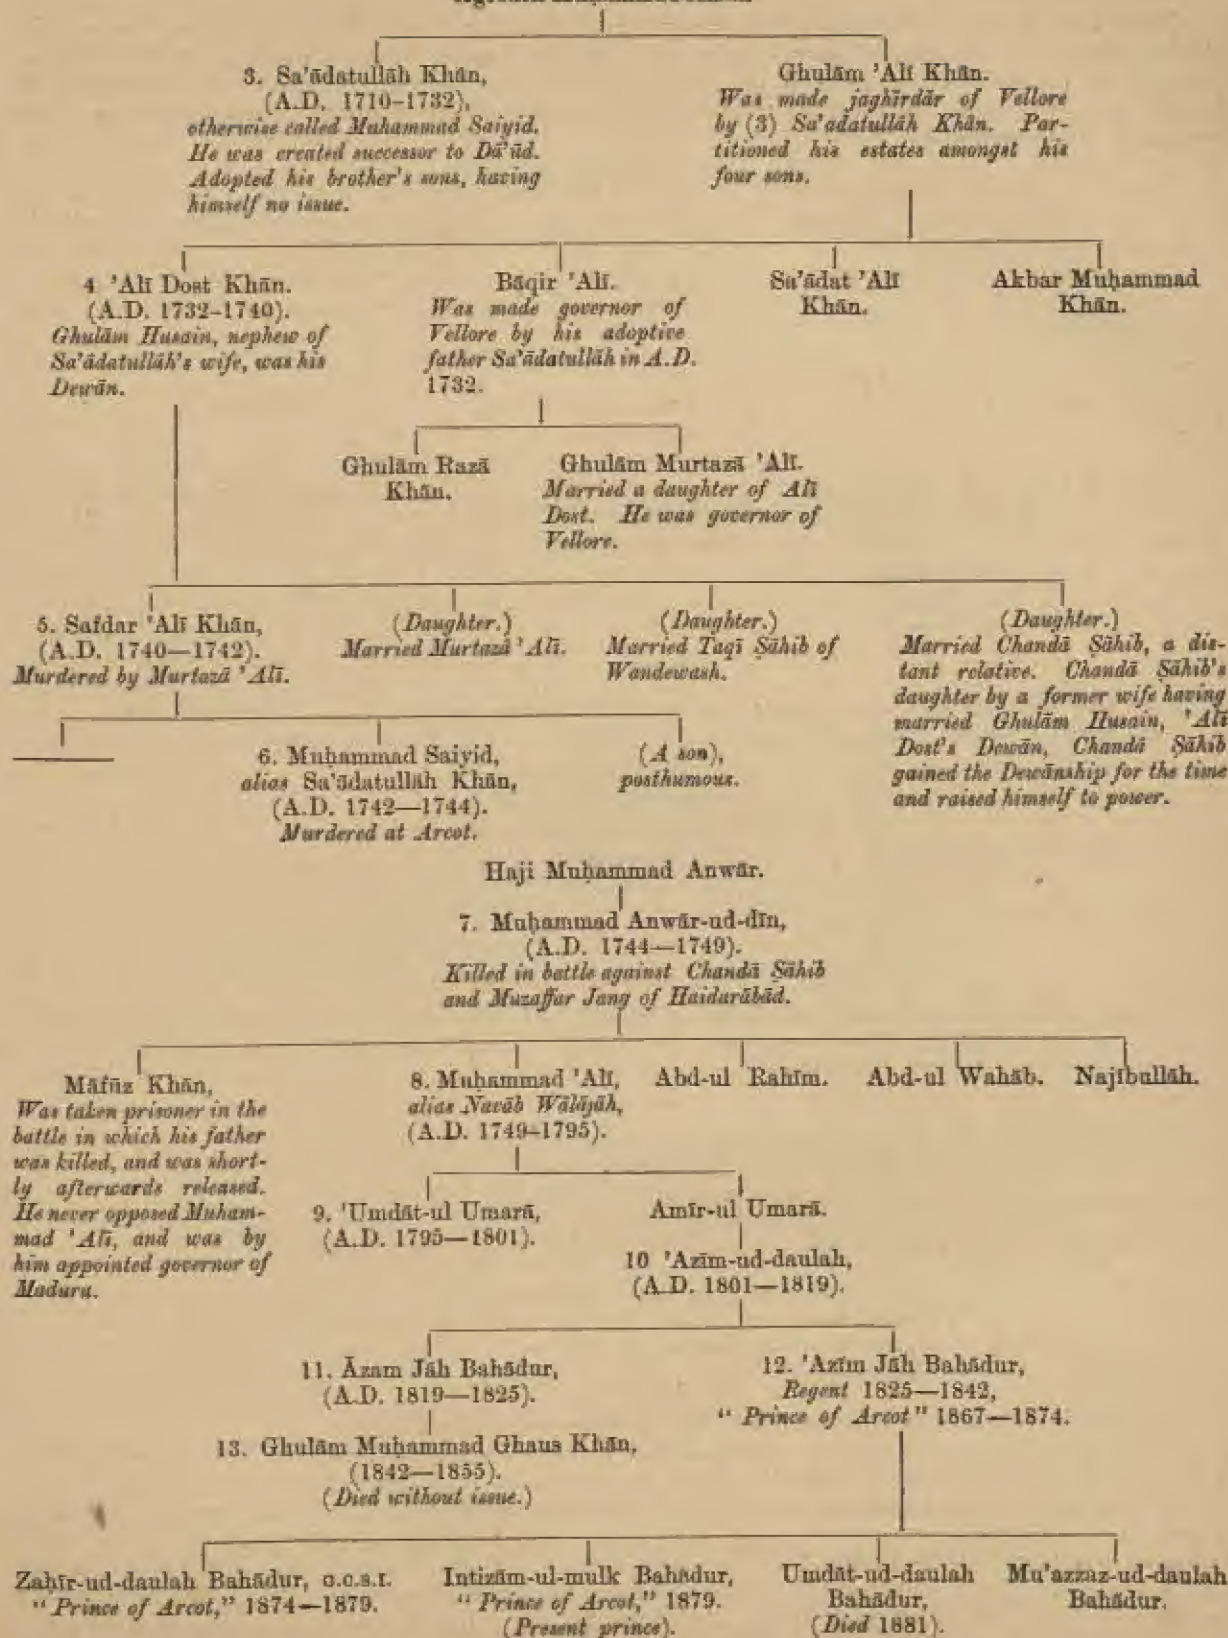 3. Sa'ādatullāh Khān,
(A.D. 1710–1732),
otherwise called Muhammad Saiyid.
He was created successor to Dā'ūd.
Adopted his brother's sons, having
himself no issue.
Ghulām 'Alī Khān.
Was made jaghīrdār of Vellore
by (3) Sa'adatullāh Khān. Par-
titioned his estates amongst his
four sons.
4 'Alī Dost Khān.
(A.D. 1732–1740).
Ghulām Husain, nephew of
Sa'ādatullāh's wife, was his
Dewān.
Bāqir 'Alī.
Was made governor of
Vellore by his adoptive
father Sa'ādatullāh in A.D.
1732.
Sa'ādat 'Alī
Khān.
Akbar Muḥammad
Khān.
Ghulām Razā
Khān.
Ghulām Murtazā 'Alī.
Married a daughter of Alī
Dost. He was governor of
Vellore.
5. Safdar 'Alī Khān,
(A.D. 1740—1742).
Murdered by Murtazā 'Alī.
(Daughter.)
Married Murtazā 'Alī.
(Daughter.)
Married Taqī Ṣāhib of
Wandewash.
(Daughter.)
Married Chandā Ṣāhib, a dis-
tant relative. Chandā Ṣāhib's
daughter by a former wife having
married Ghulām Husain, 'Alī
Dost's Dewān, Chandā Ṣāhib
gained the Dewānship for the time
and raised himself to power.
6. Muḥammad Saiyid,
alias Sa'ādatullāh Khān,
(A.D. 1742—1744).
Murdered at Arcot.
(A son),
posthumous.
Haji Muḥammad Anwār.
7. Muḥammad Anwār-ud-dīn,
(A.D. 1744—1749).
Killed in battle against Chandā Ṣāhib
and Muzaffar Jang of Haidarābād.
Māfūz Khān,
Was taken prisoner in the
battle in which his father
was killed, and was short-
ly afterwards released.
He never opposed Muham-
mad 'Alī, and was by
him appointed governor of
Madura.
8. Muḥammad 'Alī,
alias Navāb Wālājāh,
(A.D. 1749–1795).
Abd-ul Rahīm.
Abd-ul Wahāb.
Najībullāh.
9. 'Umdāt-ul Umarā,
(A.D. 1795—1801).
Amīr-ul Umarā.
10 'Azīm-ud-daulah,
(A.D. 1801—1819).
11. Āzam Jāh Bahādur,
(A.D. 1819—1825).
12. 'Azīm Jāh Bahādur,
Regent 1825—1842,
"Prince of Arcot" 1867—1874.
13. Ghulām Muḥammad Ghaus Khān,
(1842—1855).
(Died without issue.)
Zaḥīr-ud-daulah Bahādur, G.C.S.I.
"Prince of Arcot," 1874—1879.
Intizām-ul-mulk Bahādur,
"Prince of Arcot," 1879.
(Present prince).
Umdāt-ud-daulah
Bahādur,
(Died 1881).
Mu'azzaz-ud-daulah
Bahādur.